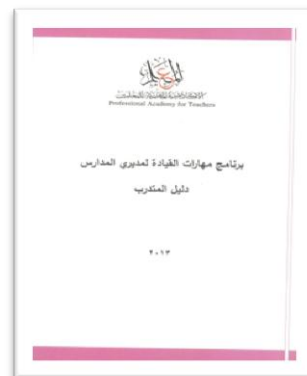 Professional Academy for Teachers
برنامج مهارات القيادة لمديري المدارس
دليل المتدرب
٢٠١٣